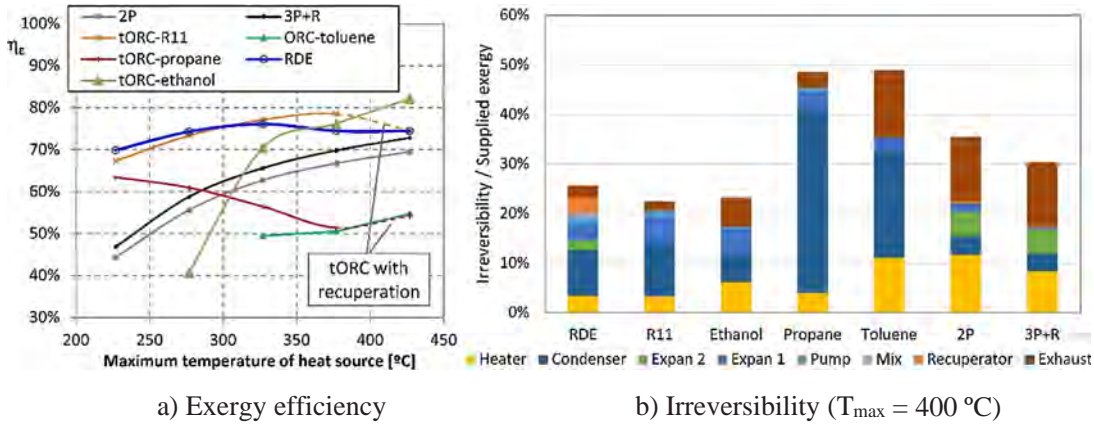 100%
90%
80%
70%
60%
50%
40%
30%
ηε
2P
3P+R
tORC-R11
ORC-toluene
tORC-propane
RDE
tORC-ethanol
tORC with
recuperation
200 250 300 350 400 450
Maximum temperature of heat source [ºC]
a) Exergy efficiency
Irreversibility / Supplied exergy
60%
50%
40%
30%
20%
10%
0%
RDE R11 Ethanol Propane Toluene 2P 3P+R
Heater Condenser Expan 2 Expan 1 Pump Mix Recuperator Exhaust
b) Irreversibility (Tmax = 400 ºC)